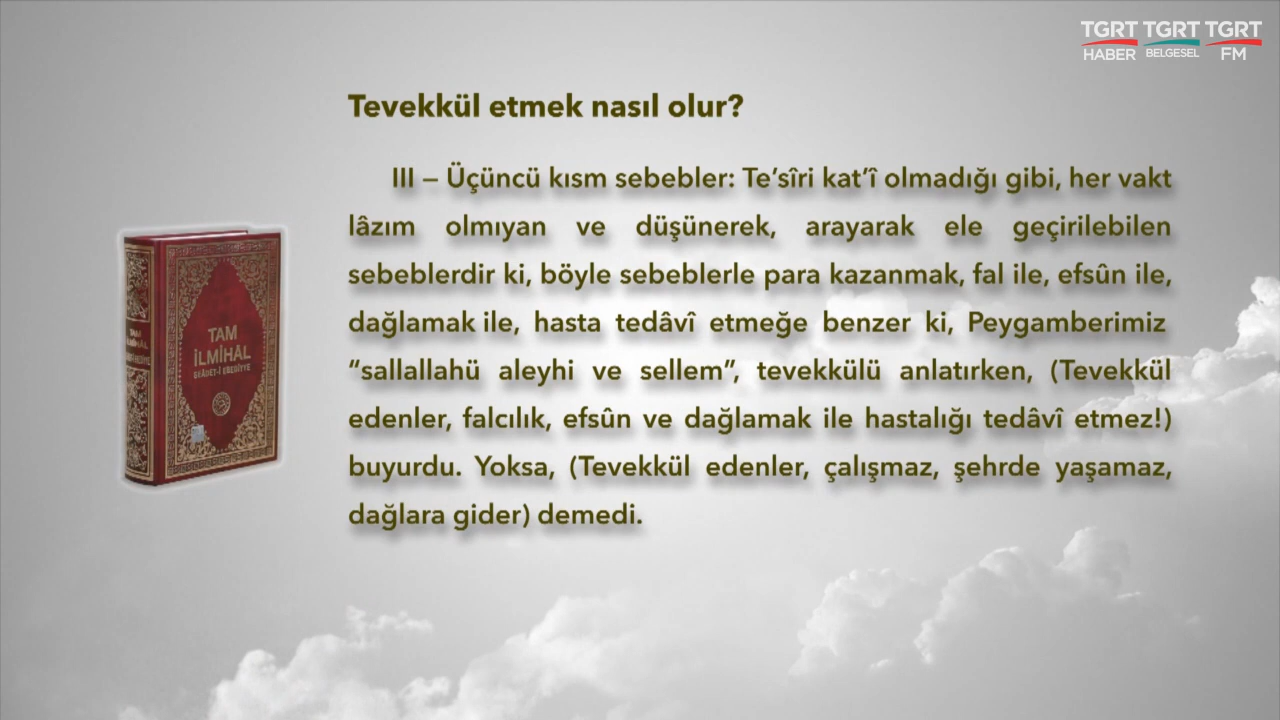 TGRT TGRT TGRT
HABER BELGESEL FM
Tevekkül etmek nasıl olur?
III – Üçüncü kısm sebebler: Te’sîri kat’î olmadığı gibi, her vakt
lâzım olmıyan ve düşünerek, arayarak ele geçirilebilen
sebeblerdir ki, böyle sebeblerle para kazanmak, fal ile, efsûn ile,
dağlamak ile, hasta tedâvî etmeğe benzer ki, Peygamberimiz
“sallallahü aleyhi ve sellem”, tevekkülü anlatırken, (Tevekkül
edenler, falcılık, efsûn ve dağlamak ile hastalığı tedâvî etmez!)
buyurdu. Yoksa, (Tevekkül edenler, çalışmaz, şehrde yaşamaz,
dağlara gider) demedi.
TAM
İLMİHÂL
SEÂDET-İ EBEDİYYE
TAM
İLMİHÂL